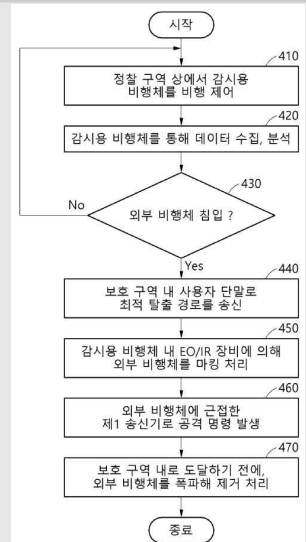 시작
410
정찰 구역 상에서 감시용
비행체를 비행 제어
420
감시용 비행체를 통해 데이터 수집, 분석
430
외부 비행체 침입 ?
No
Yes
440
보호 구역 내 사용자 단말로
최적 탈출 경로를 송신
450
감시용 비행체 내 EO/IR 장비에 의해
외부 비행체를 마킹 처리
460
외부 비행체에 근접한
제1 송신기로 공격 명령 발생
470
보호 구역 내로 도달하기 전에,
외부 비행체를 폭파해 제거 처리
종료